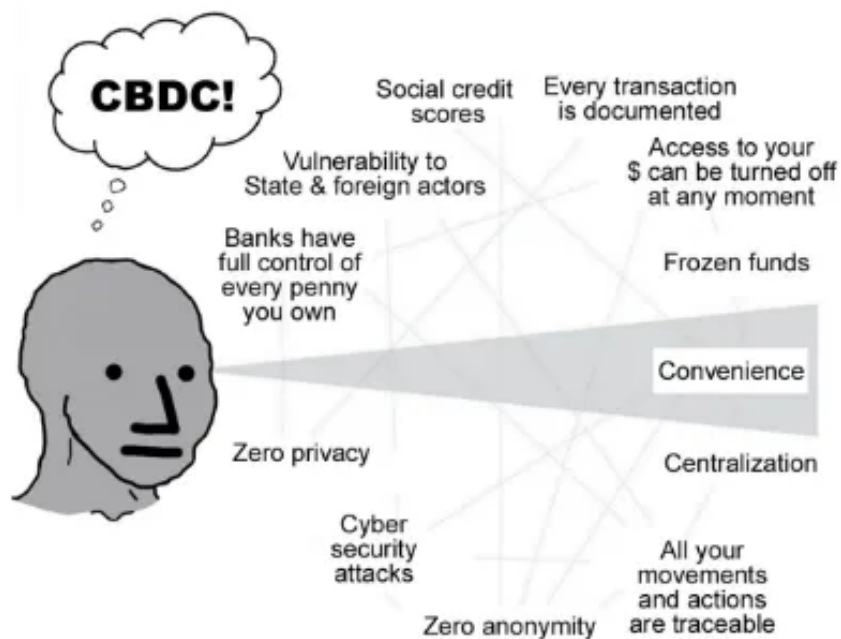 CBDC!
Social credit
scores
Every transaction
is documented
Vulnerability to
State & foreign actors
Access to your
$ can be turned off
at any moment
Banks have
full control of
every penny
you own
Frozen funds
Convenience
Zero privacy
Centralization
Cyber
security
attacks
All your
movements
and actions
are traceable
Zero anonymity